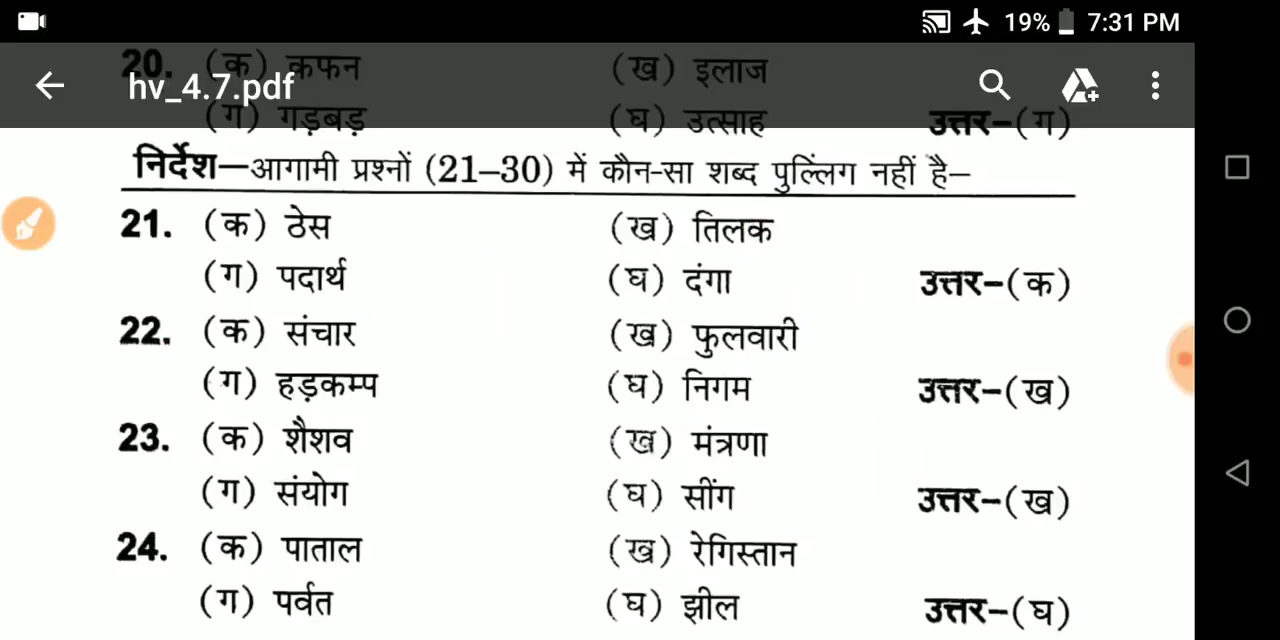 19% 7:31 PM
20. (क) कफन (ख) इलाज
hv_4.7.pdf
(ग) गड़बड़ (घ) उत्साह उत्तर–(ग)
निर्देश–आगामी प्रश्नों (21–30) में कौन-सा शब्द पुल्लिंग नहीं है–
21. (क) ठेस (ख) तिलक
(ग) पदार्थ (घ) दंगा उत्तर–(क)
22. (क) संचार (ख) फुलवारी
(ग) हड़कम्प (घ) निगम उत्तर–(ख)
23. (क) शैशव (ख) मंत्रणा
(ग) संयोग (घ) सींग उत्तर–(ख)
24. (क) पाताल (ख) रेगिस्तान
(ग) पर्वत (घ) झील उत्तर–(घ)